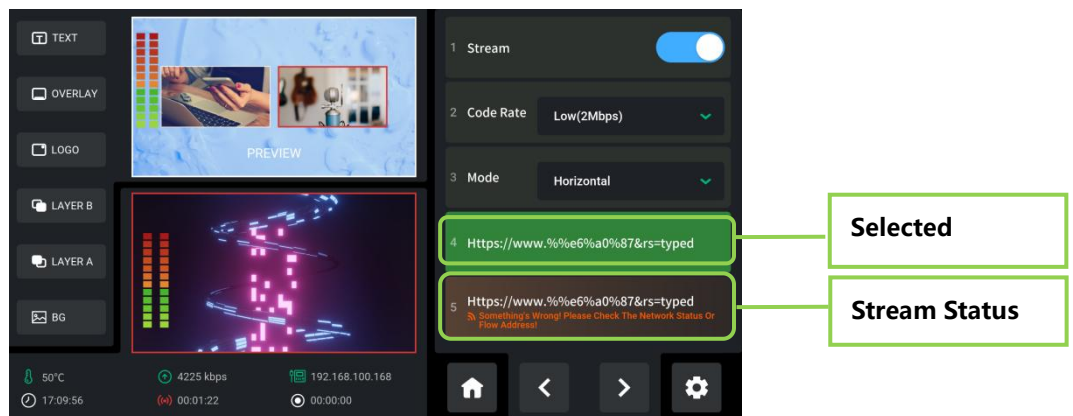 TEXT
OVERLAY
LOGO
LAYER B
LAYER A
BG
PREVIEW
50°C
4225 kbps
192.168.100.168
17:09:56
00:01:22
00:00:00
1 Stream
2 Code Rate Low(2Mbps)
3 Mode Horizontal
4 Https://www.%%e6%a0%87&rs=typed
5 Https://www.%%e6%a0%87&rs=typed
Something's Wrong! Please Check The Network Status Or
Flow Address!
Selected
Stream Status